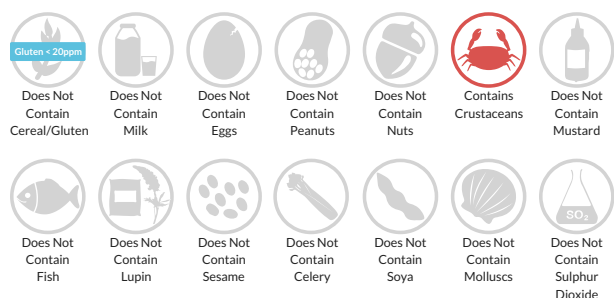 Gluten < 20ppm
Does Not
Contain
Cereal/Gluten
Does Not
Contain
Milk
Does Not
Contain
Eggs
Does Not
Contain
Peanuts
Does Not
Contain
Nuts
Contains
Crustaceans
Does Not
Contain
Mustard
Does Not
Contain
Fish
Does Not
Contain
Lupin
Does Not
Contain
Sesame
Does Not
Contain
Celery
Does Not
Contain
Soya
Does Not
Contain
Molluscs
SO₂
Does Not
Contain
Sulphur
Dioxide